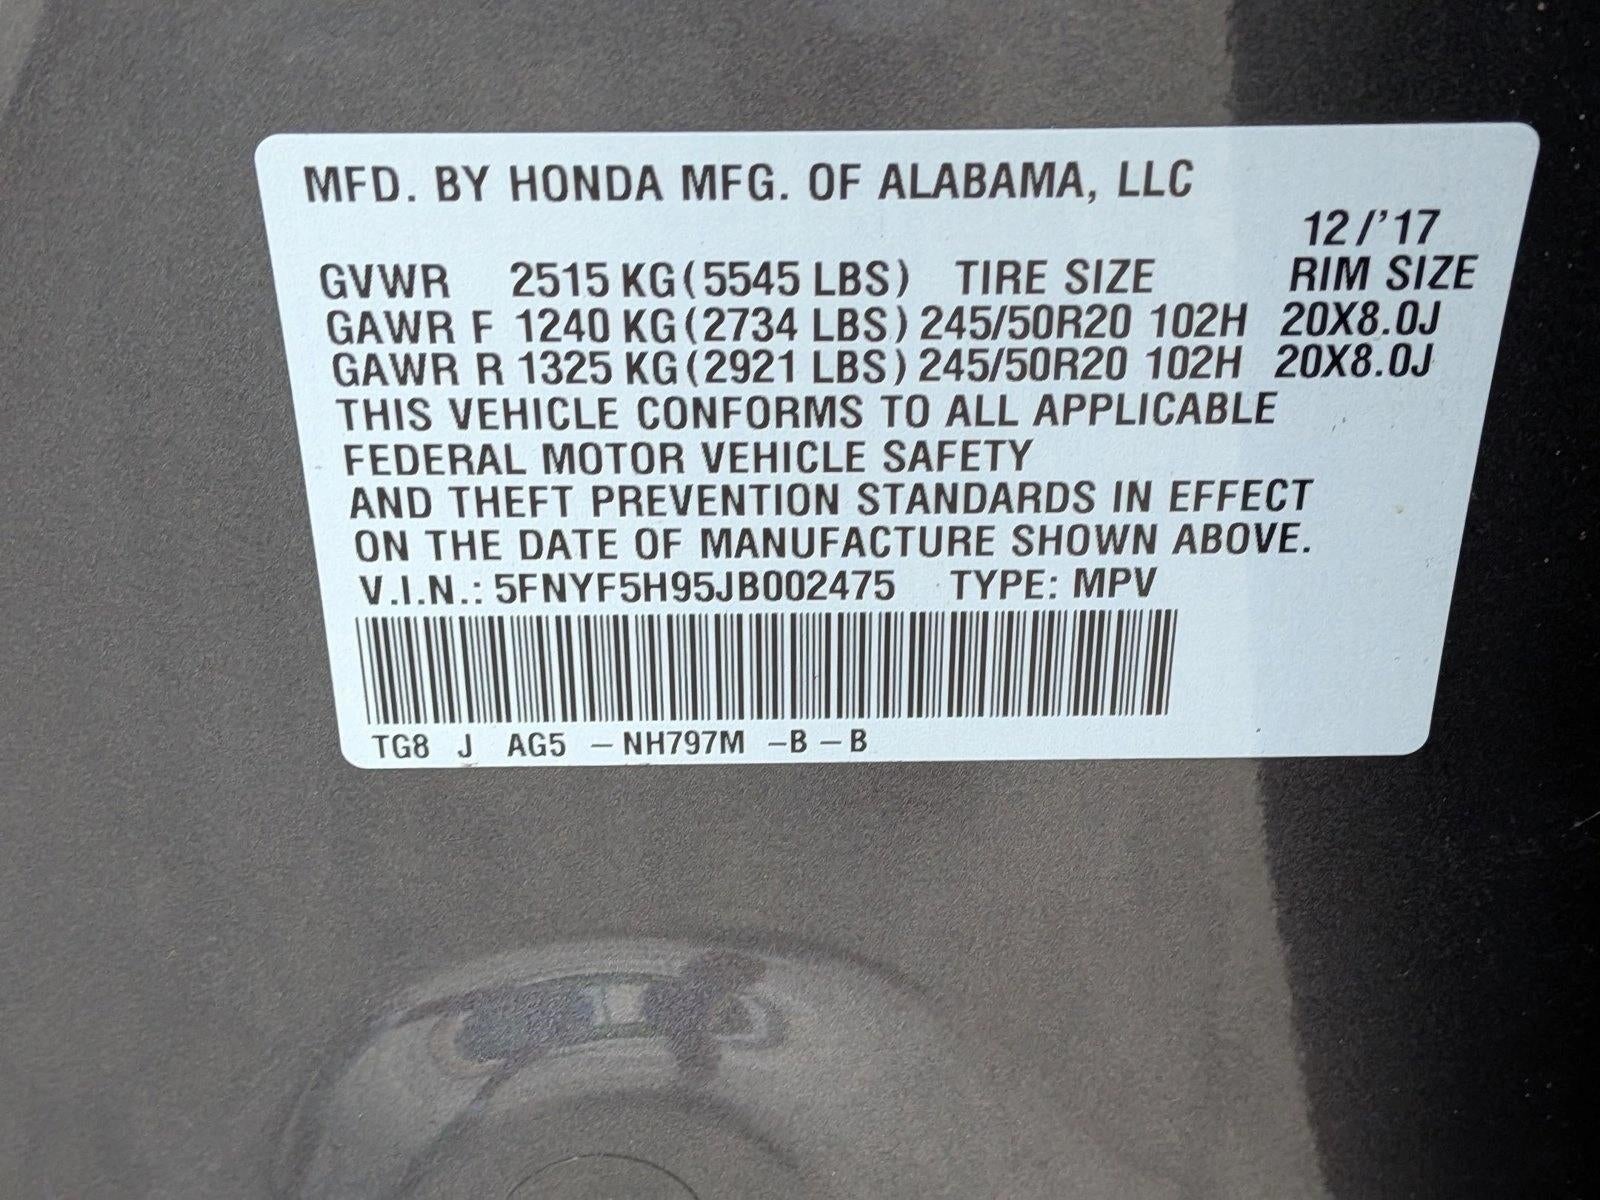 MFD. BY HONDA MFG. OF ALABAMA, LLC
12/'17
GVWR 2515 KG(5545 LBS) TIRE SIZE RIM SIZE
GAWR F 1240 KG(2734 LBS) 245/50R20 102H 20X8.0J
GAWR R 1325 KG(2921 LBS) 245/50R20 102H 20X8.0J
THIS VEHICLE CONFORMS TO ALL APPLICABLE
FEDERAL MOTOR VEHICLE SAFETY
AND THEFT PREVENTION STANDARDS IN EFFECT
ON THE DATE OF MANUFACTURE SHOWN ABOVE.
V.I.N.: 5FNYF5H95JB002475 TYPE: MPV
TG8 J AG5 -NH797M -B-B